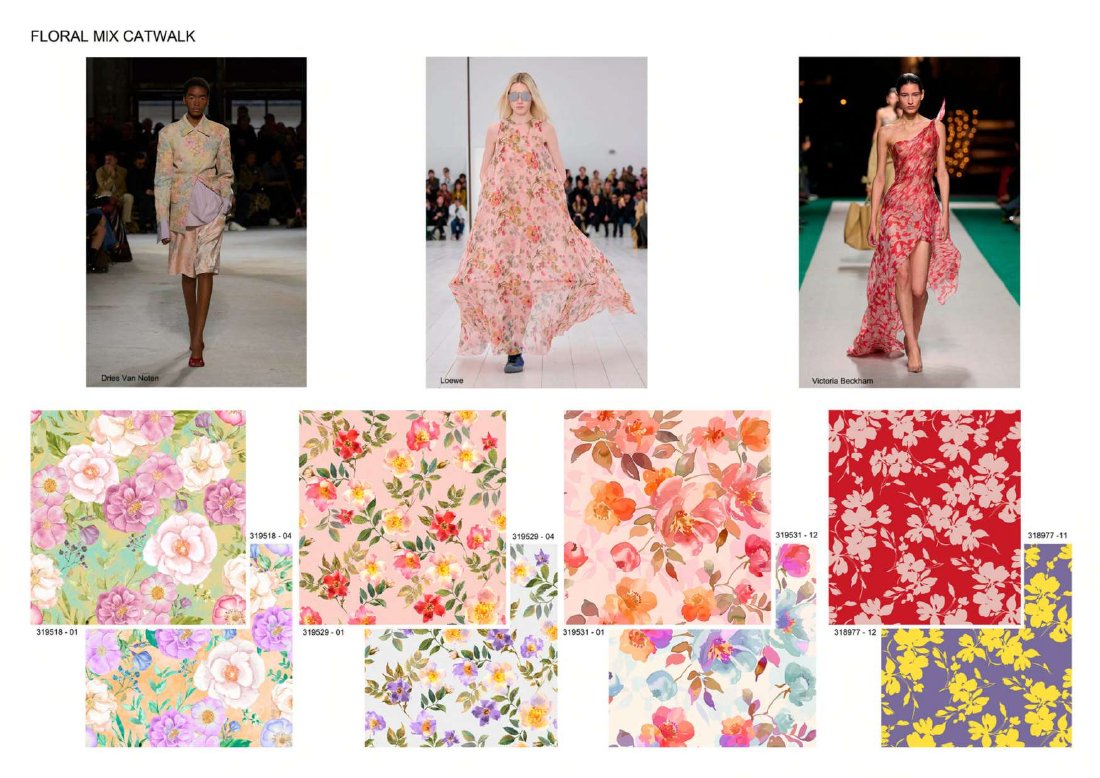 FLORAL MIX CATWALK
Dries Van Noten
Loewe
Victoria Beckham
319518 - 04
319529 - 04
319531 - 12
318977 - 11
319518 - 01
319529 - 01
319531 - 01
318977 - 12